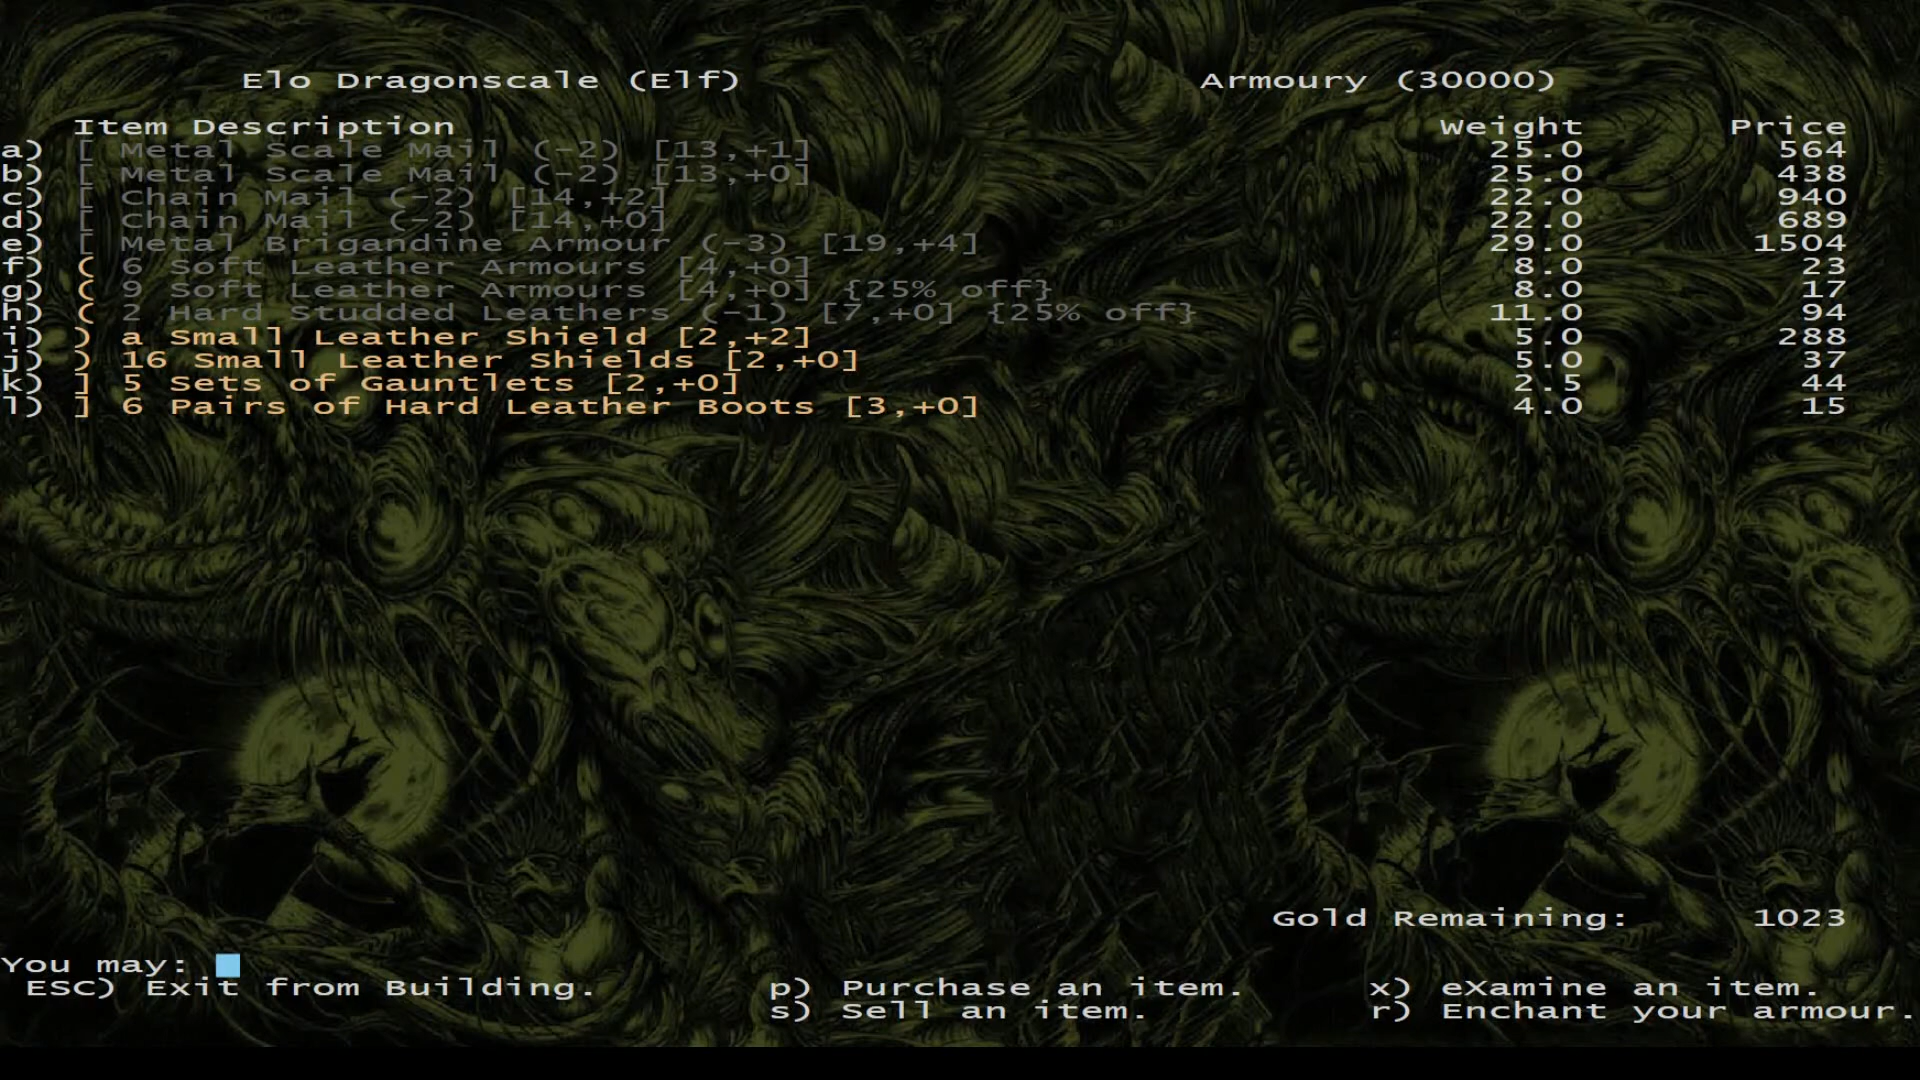 Elo Dragonscale (Elf) Armoury (30000)
Item Description Weight Price
a) [ Metal Scale Mail (-2) [13,+1] 25.0 564
b) [ Metal Scale Mail (-2) [13,+0] 25.0 438
c) [ Chain Mail (-2) [14,+2] 22.0 940
d) [ Chain Mail (-2) [14,+0] 22.0 689
e) [ Metal Brigandine Armour (-3) [19,+4] 29.0 1504
f) ( 6 Soft Leather Armours [4,+0] 8.0 23
g) ( 9 Soft Leather Armours [4,+0] {25% off} 8.0 17
h) ( 2 Hard Studded Leathers (-1) [7,+0] {25% off} 11.0 94
i) ) a Small Leather Shield [2,+2] 5.0 288
j) ) 16 Small Leather Shields [2,+0] 5.0 37
k) ] 5 Sets of Gauntlets [2,+0] 2.5 44
l) ] 6 Pairs of Hard Leather Boots [3,+0] 4.0 15
Gold Remaining: 1023
You may:
ESC) Exit from Building. p) Purchase an item. x) eXamine an item.
s) Sell an item. r) Enchant your armour.